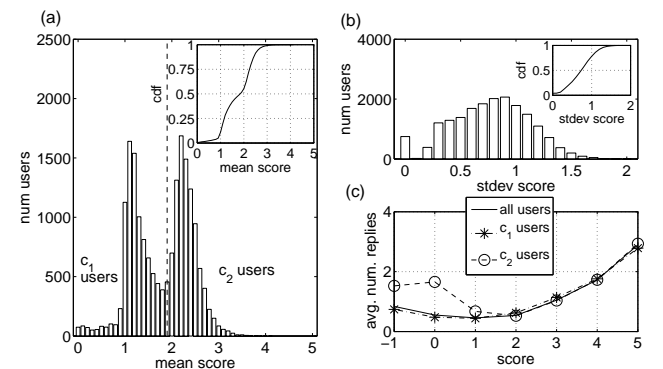 (a)
2500
2000
1500
1000
500
0
num users
0 1 2 3 4 5
mean score
c1 users
c2 users
1
0.75
0.5
0.25
0
cdf
0 1 2 3 4 5
mean score
(b)
4000
2000
0
num users
0 0.5 1 1.5 2
stdev score
1
0.5
0
cdf
0 1 2
stdev score
(c)
4
2
0
avg. num. replies
all users
c1 users
c2 users
−1 0 1 2 3 4 5
score